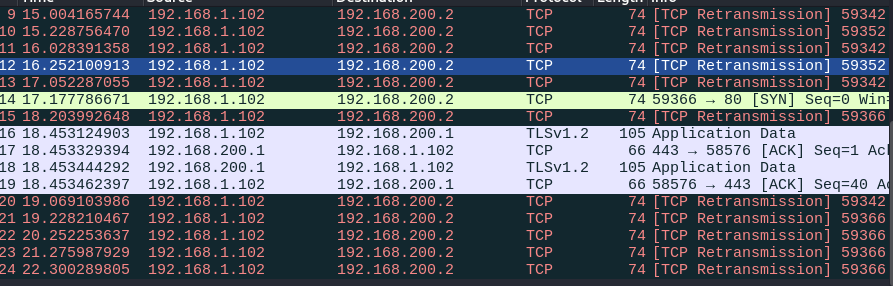 Time Source Destination Protocol Length Info
9 15.004165744 192.168.1.102 192.168.200.2 TCP 74 [TCP Retransmission] 59342
10 15.228756470 192.168.1.102 192.168.200.2 TCP 74 [TCP Retransmission] 59352
11 16.028391358 192.168.1.102 192.168.200.2 TCP 74 [TCP Retransmission] 59342
12 16.252100913 192.168.1.102 192.168.200.2 TCP 74 [TCP Retransmission] 59352
13 17.052287055 192.168.1.102 192.168.200.2 TCP 74 [TCP Retransmission] 59342
14 17.177786671 192.168.1.102 192.168.200.2 TCP 74 59366 → 80 [SYN] Seq=0 Win=
15 18.203992648 192.168.1.102 192.168.200.2 TCP 74 [TCP Retransmission] 59366
16 18.453124903 192.168.1.102 192.168.200.1 TLSv1.2 105 Application Data
17 18.453329394 192.168.200.1 192.168.1.102 TCP 66 443 → 58576 [ACK] Seq=1 Ack
18 18.453444292 192.168.200.1 192.168.1.102 TLSv1.2 105 Application Data
19 18.453462397 192.168.1.102 192.168.200.1 TCP 66 58576 → 443 [ACK] Seq=40 Ac
20 19.069103986 192.168.1.102 192.168.200.2 TCP 74 [TCP Retransmission] 59342
21 19.228210467 192.168.1.102 192.168.200.2 TCP 74 [TCP Retransmission] 59366
22 20.252253637 192.168.1.102 192.168.200.2 TCP 74 [TCP Retransmission] 59366
23 21.275987929 192.168.1.102 192.168.200.2 TCP 74 [TCP Retransmission] 59366
24 22.300289805 192.168.1.102 192.168.200.2 TCP 74 [TCP Retransmission] 59366